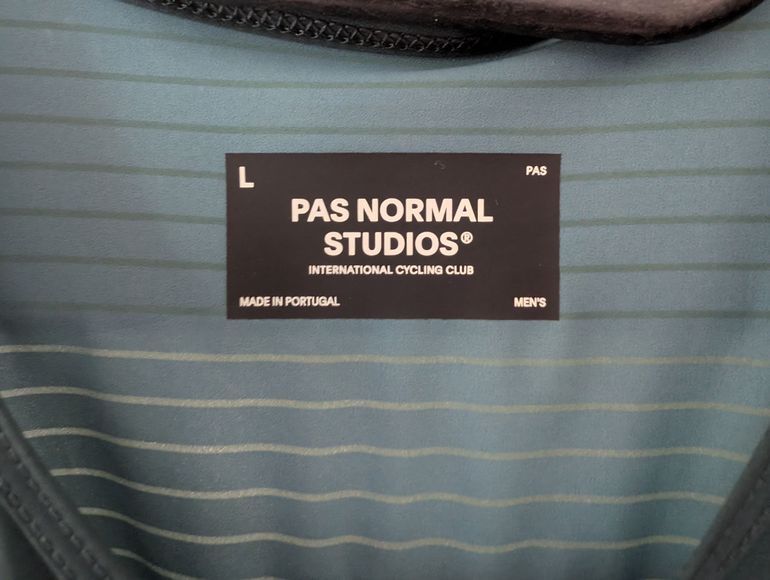 L PAS
PAS NORMAL
STUDIOS®
INTERNATIONAL CYCLING CLUB
MADE IN PORTUGAL MEN'S